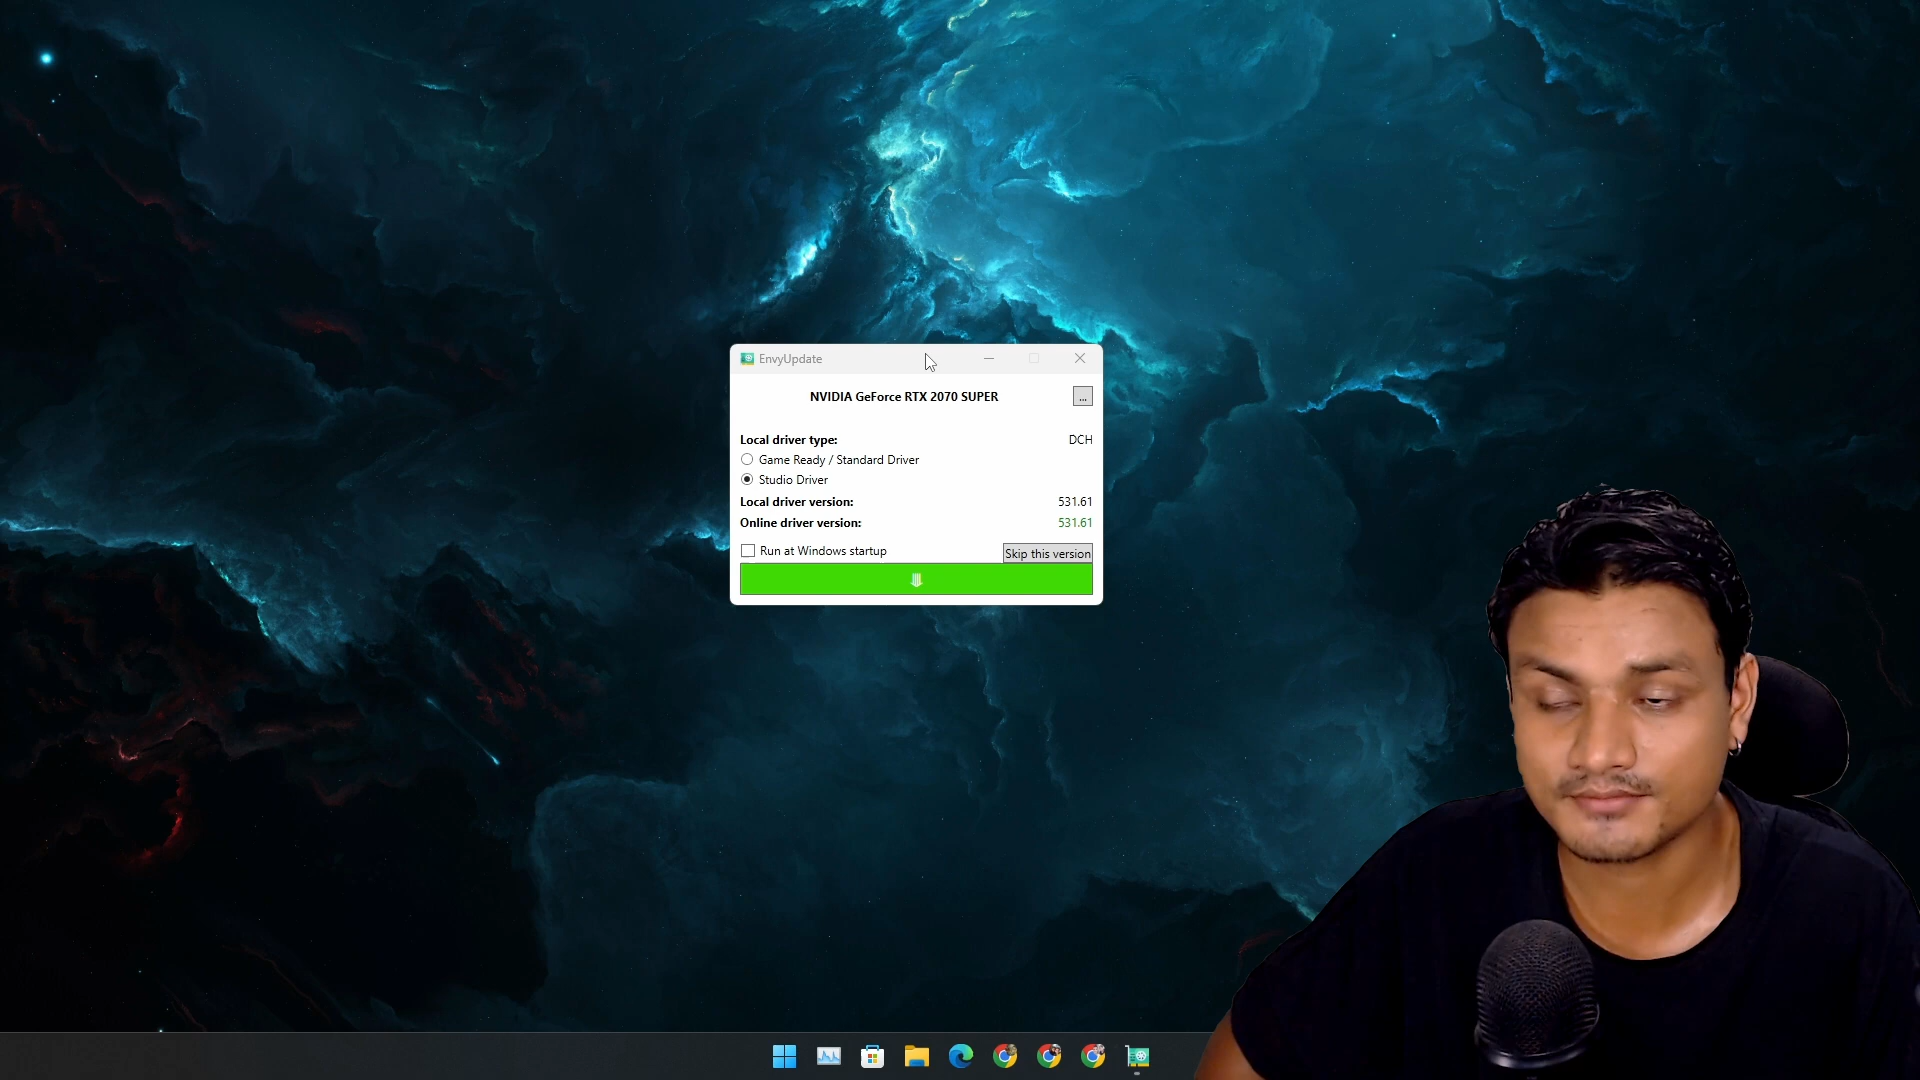 EnvyUpdate
NVIDIA GeForce RTX 2070 SUPER
...
Local driver type: DCH
Game Ready / Standard Driver
Studio Driver
Local driver version: 531.61
Online driver version: 531.61
Run at Windows startup
Skip this version